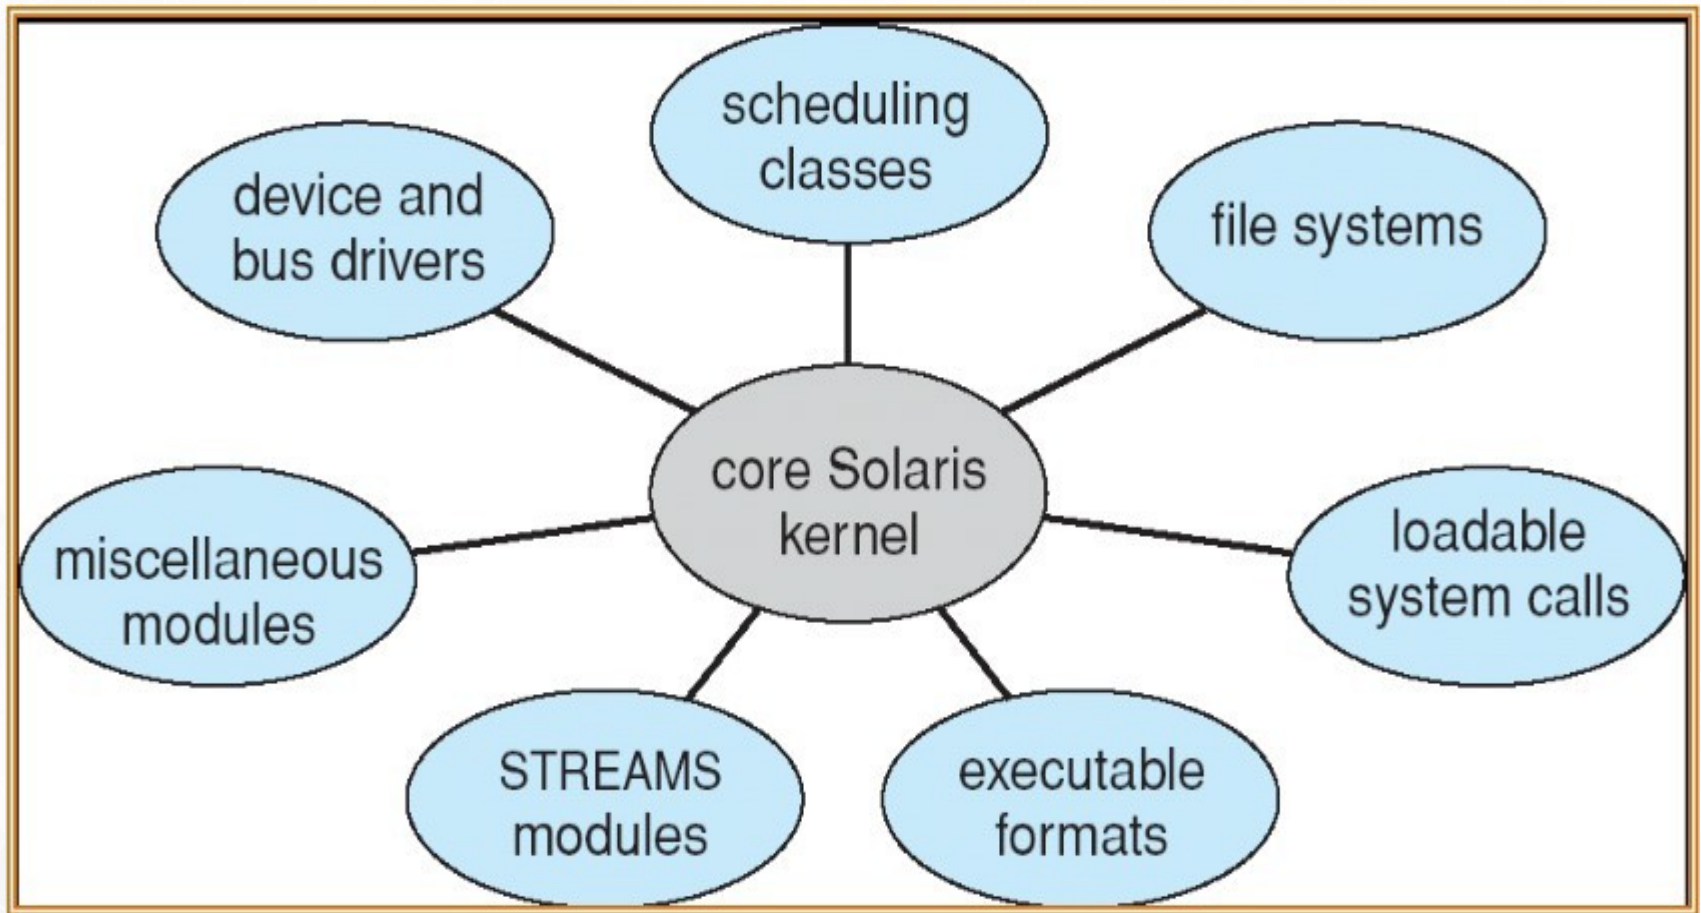 scheduling
classes
device and
bus drivers
file systems
core Solaris
kernel
miscellaneous
modules
loadable
system calls
STREAMS
modules
executable
formats